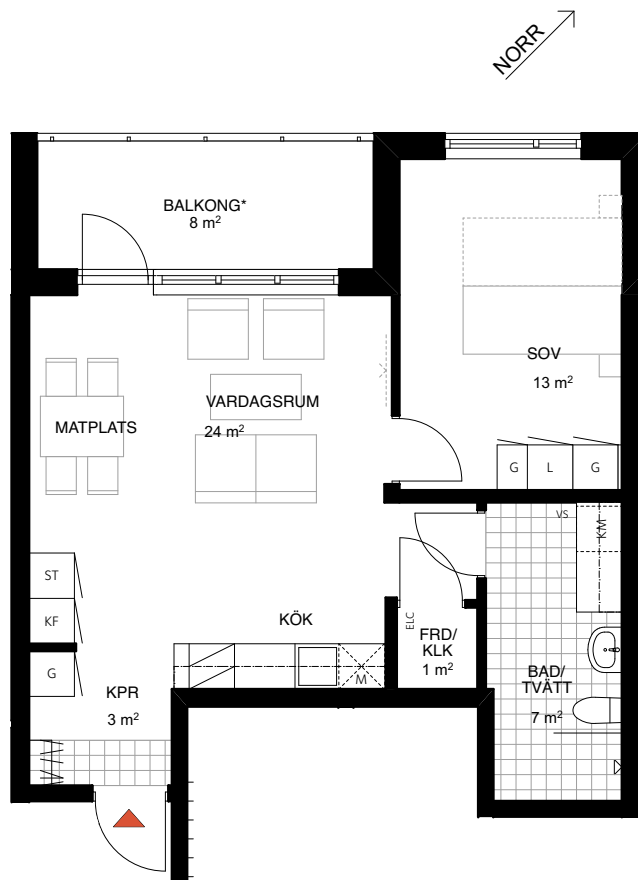 NORR
BALKONG*
8 m²
SOV
13 m²
VARDAGSRUM
24 m²
MATPLATS
G
L
G
VS
KM
ST
KF
KÖK
ELC
FRD/
KLK
1 m²
G
M
KPR
3 m²
BAD/
TVÄTT
7 m²